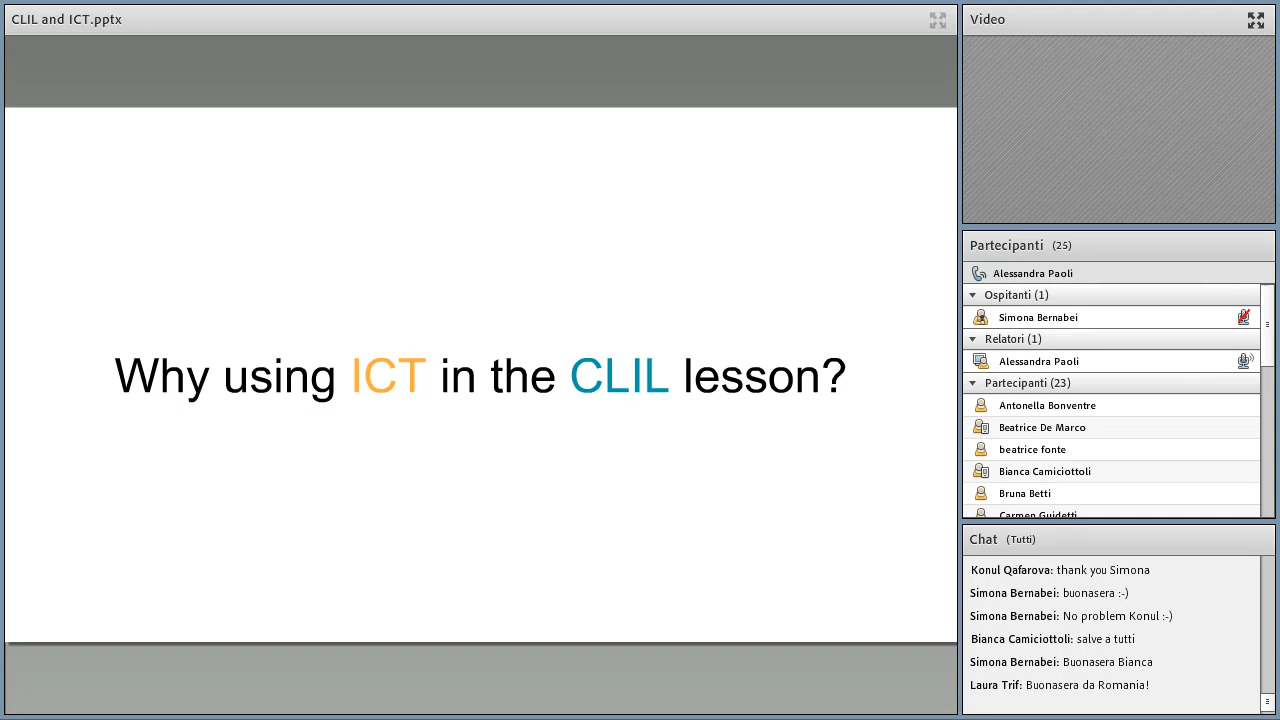 CLIL and ICT.pptx
Why using ICT in the CLIL lesson?
Video
Partecipanti (25)
Alessandra Paoli
Ospitanti (1)
Simona Bernabei
Relatori (1)
Alessandra Paoli
Partecipanti (23)
Antonella Bonventre
Beatrice De Marco
beatrice fonte
Bianca Camiciottoli
Bruna Betti
Carmen Guidetti
Chat (Tutti)
Konul Qafarova: thank you Simona
Simona Bernabei: buonasera :-)
Simona Bernabei: No problem Konul :-)
Bianca Camiciottoli: salve a tutti
Simona Bernabei: Buonasera Bianca
Laura Trif: Buonasera da Romania!